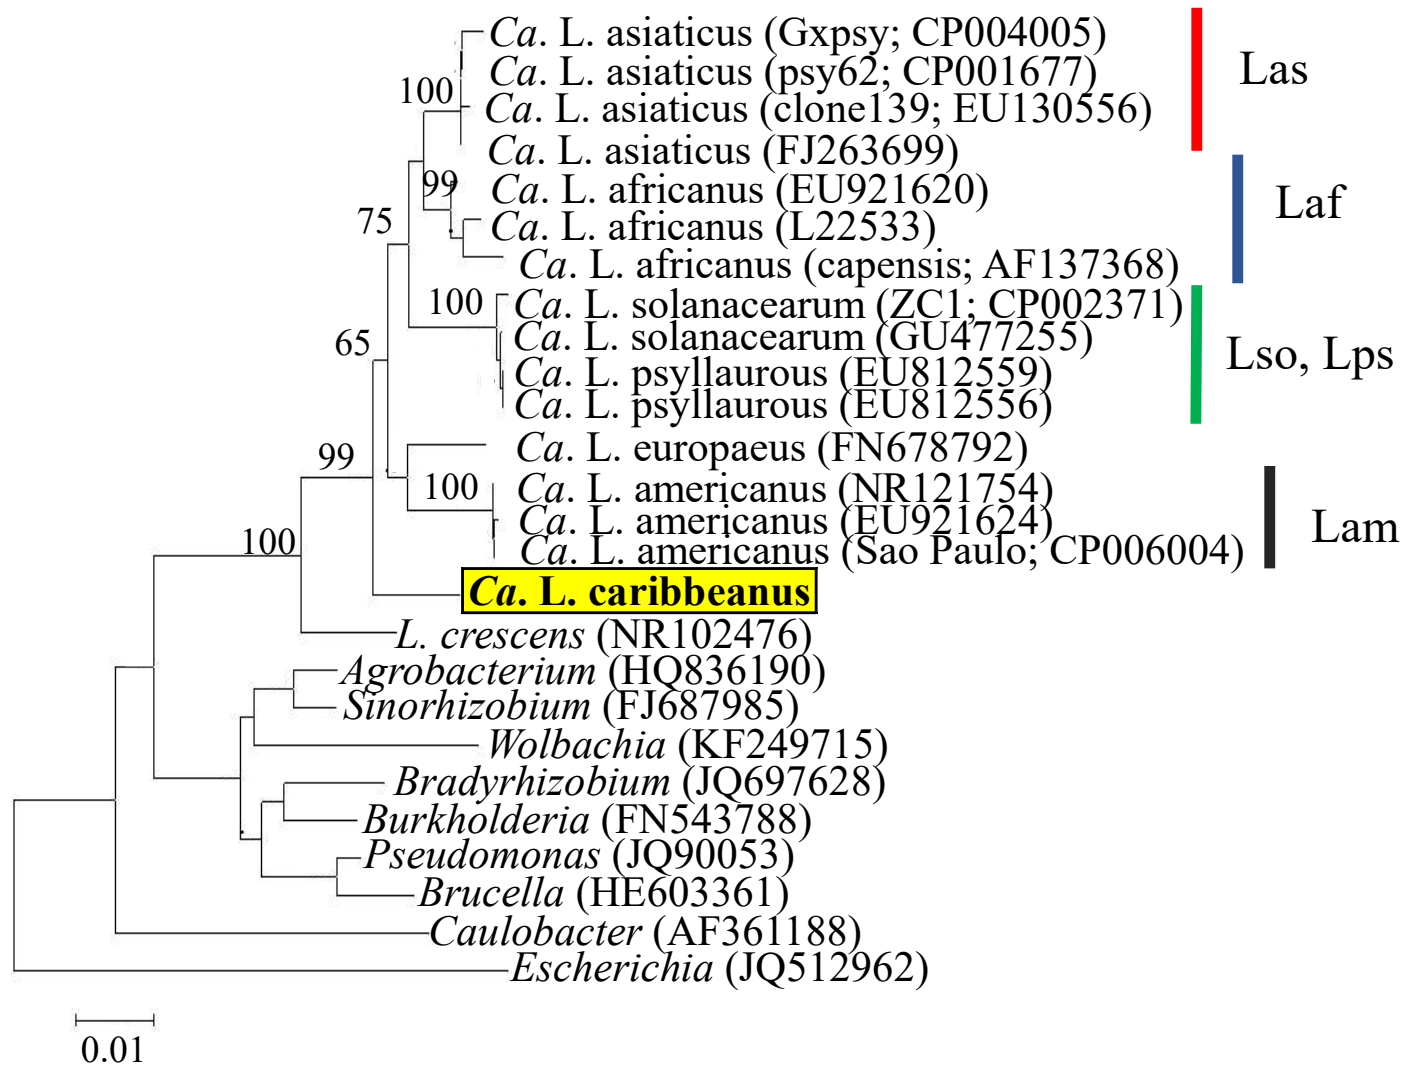 Ca. L. asiaticus (Gxpsy; CP004005)
Las
Ca. L. asiaticus (psy62; CP001677)
100
Ca. L. asiaticus (clone139; EU130556)
Ca. L. asiaticus (FJ263699)
99
Ca. L. africanus (EU921620)
Laf
75
Ca. L. africanus (L22533)
Ca. L. africanus (capensis; AF137368)
100
Ca. L. solanacearum (ZC1; CP002371)
65
Ca. L. solanacearum (GU477255)
Lso, Lps
Ca. L. psyllaurous (EU812559)
Ca. L. psyllaurous (EU812556)
99
Ca. L. europaeus (FN678792)
100
Ca. L. americanus (NR121754)
Ca. L. americanus (EU921624)
Lam
100
Ca. L. americanus (Sao Paulo; CP006004)
Ca. L. caribbeanus
L. crescens (NR102476)
Agrobacterium (HQ836190)
Sinorhizobium (FJ687985)
Wolbachia (KF249715)
Bradyrhizobium (JQ697628)
Burkholderia (FN543788)
Pseudomonas (JQ90053)
Brucella (HE603361)
Caulobacter (AF361188)
Escherichia (JQ512962)
0.01